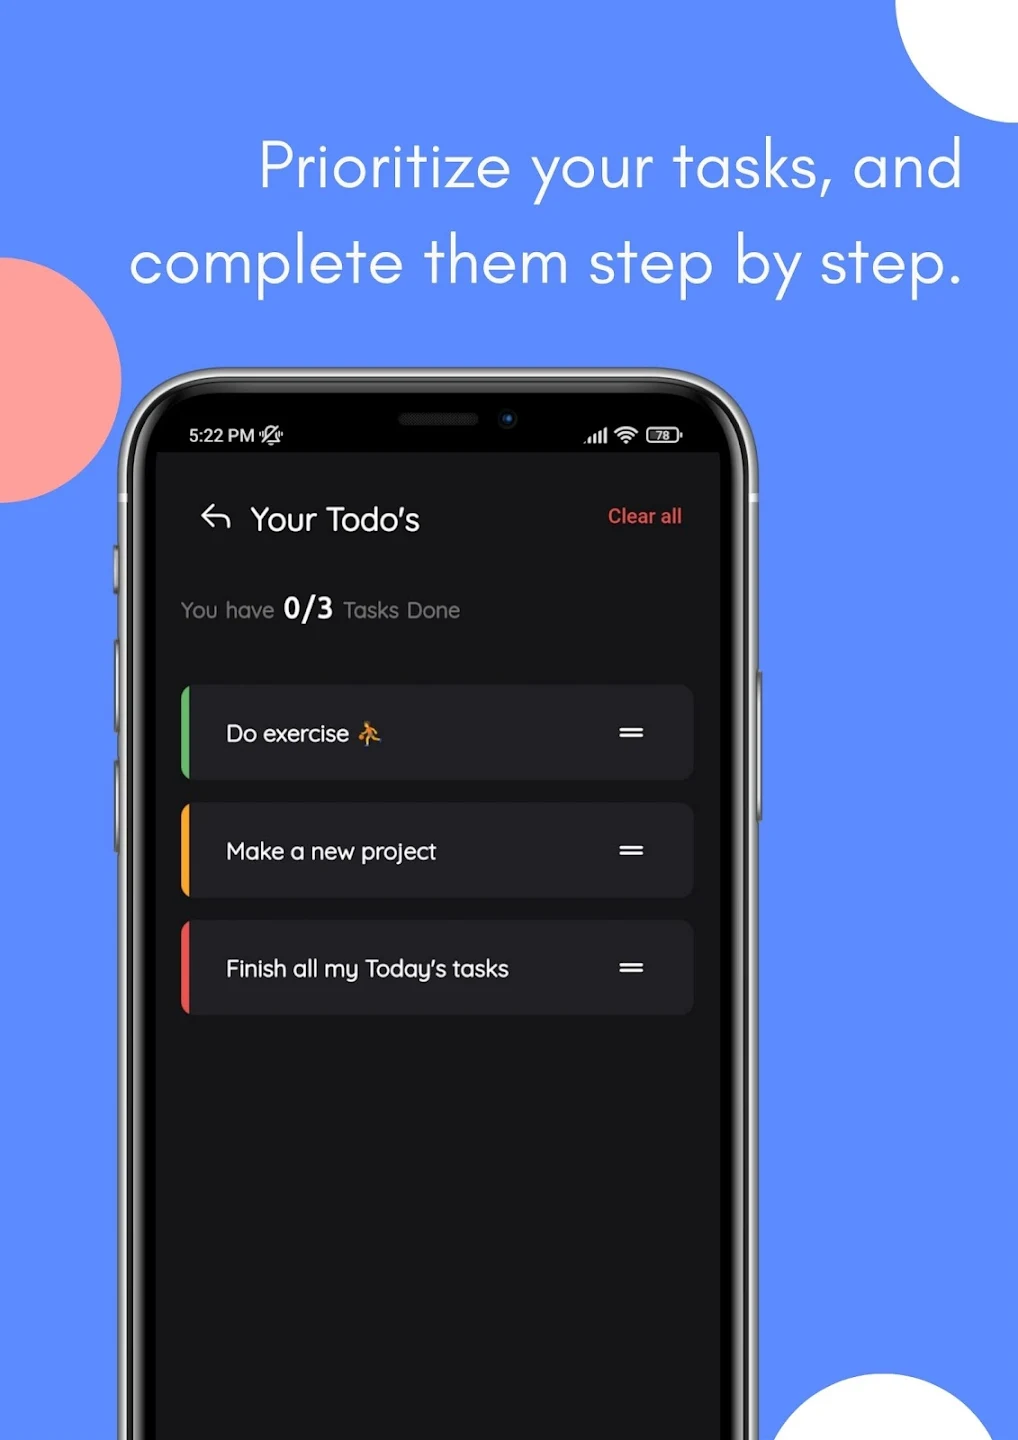 Prioritize your tasks, and
complete them step by step.
5:22 PM 78
Your Todo's Clear all
You have 0/3 Tasks Done
Do exercise ⛹️
Make a new project
Finish all my Today's tasks